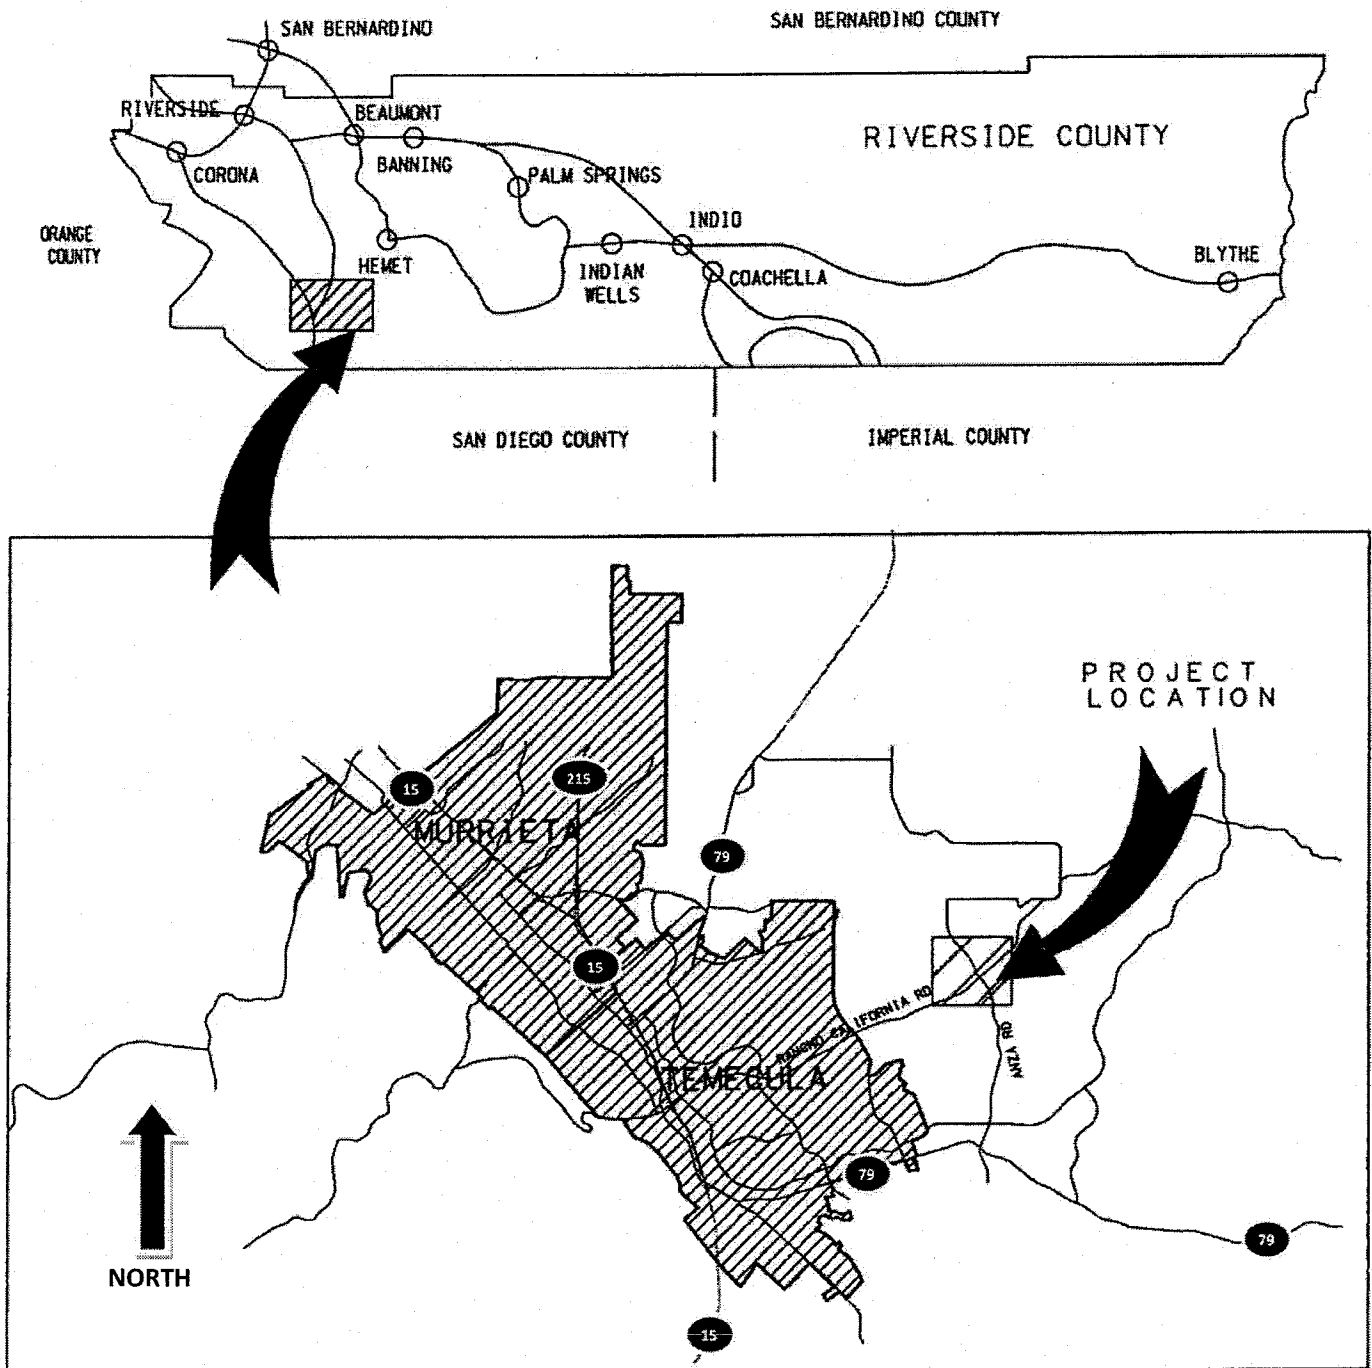 SAN BERNARDINO
SAN BERNARDINO COUNTY
RIVERSIDE
BEAUMONT
RIVERSIDE COUNTY
BANNING
CORONA
PALM SPRINGS
INDIO
ORANGE
COUNTY
HEMET
INDIAN
WELLS
COACHELLA
BLYTHE
SAN DIEGO COUNTY
IMPERIAL COUNTY
PROJECT
LOCATION
15
215
MURRIETA
79
15
RANCHO CALIFORNIA RD
ANZA RD
TEMECULA
79
79
NORTH
15